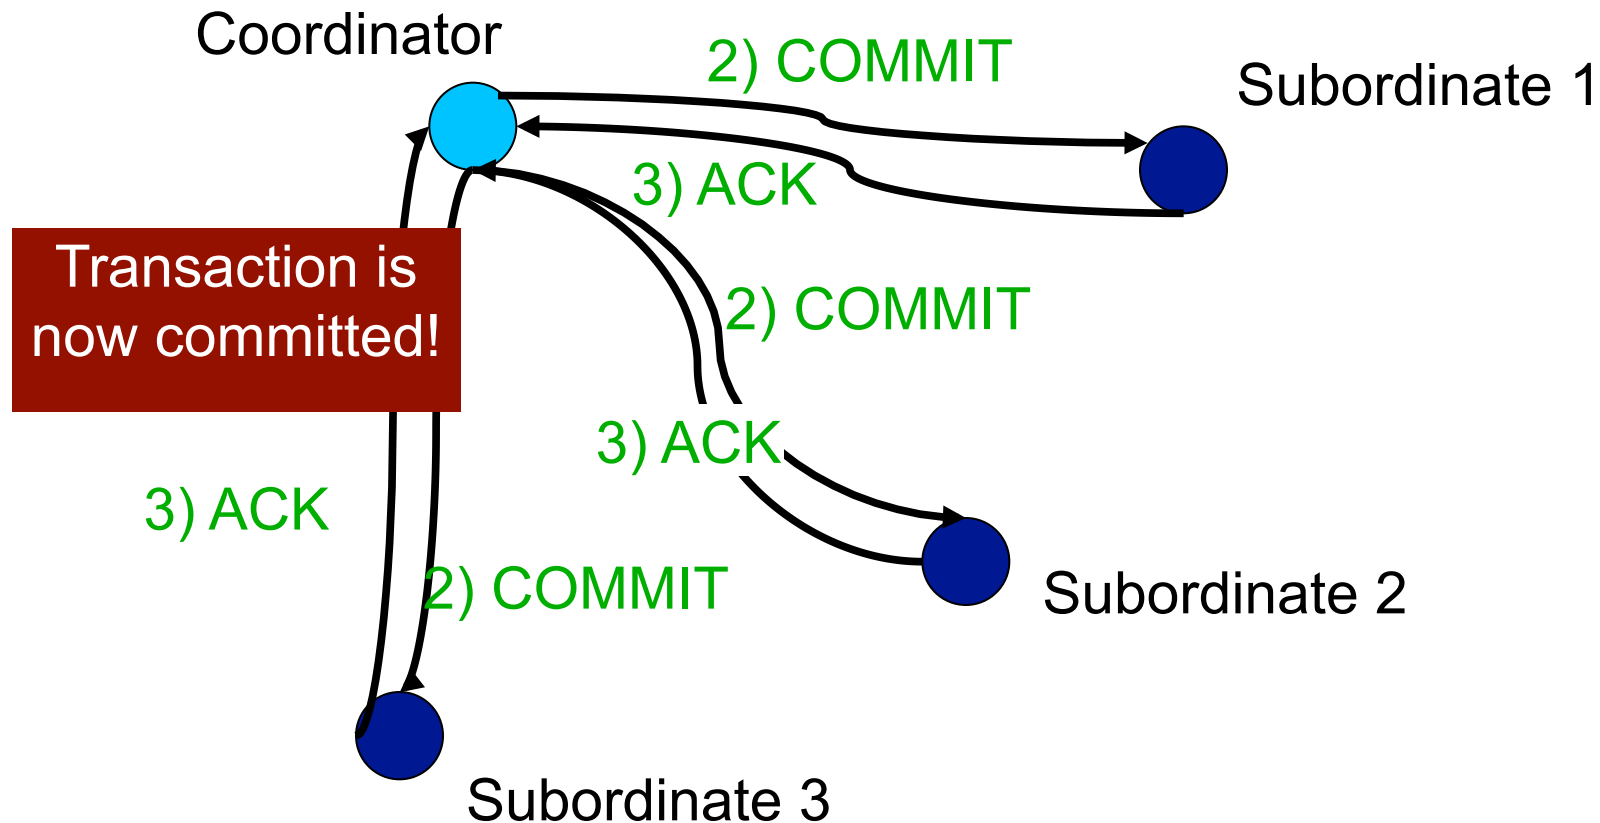 Coordinator
2) COMMIT
Subordinate 1
3) ACK
Transaction is
now committed!
2) COMMIT
3) ACK
3) ACK
2) COMMIT
Subordinate 2
Subordinate 3